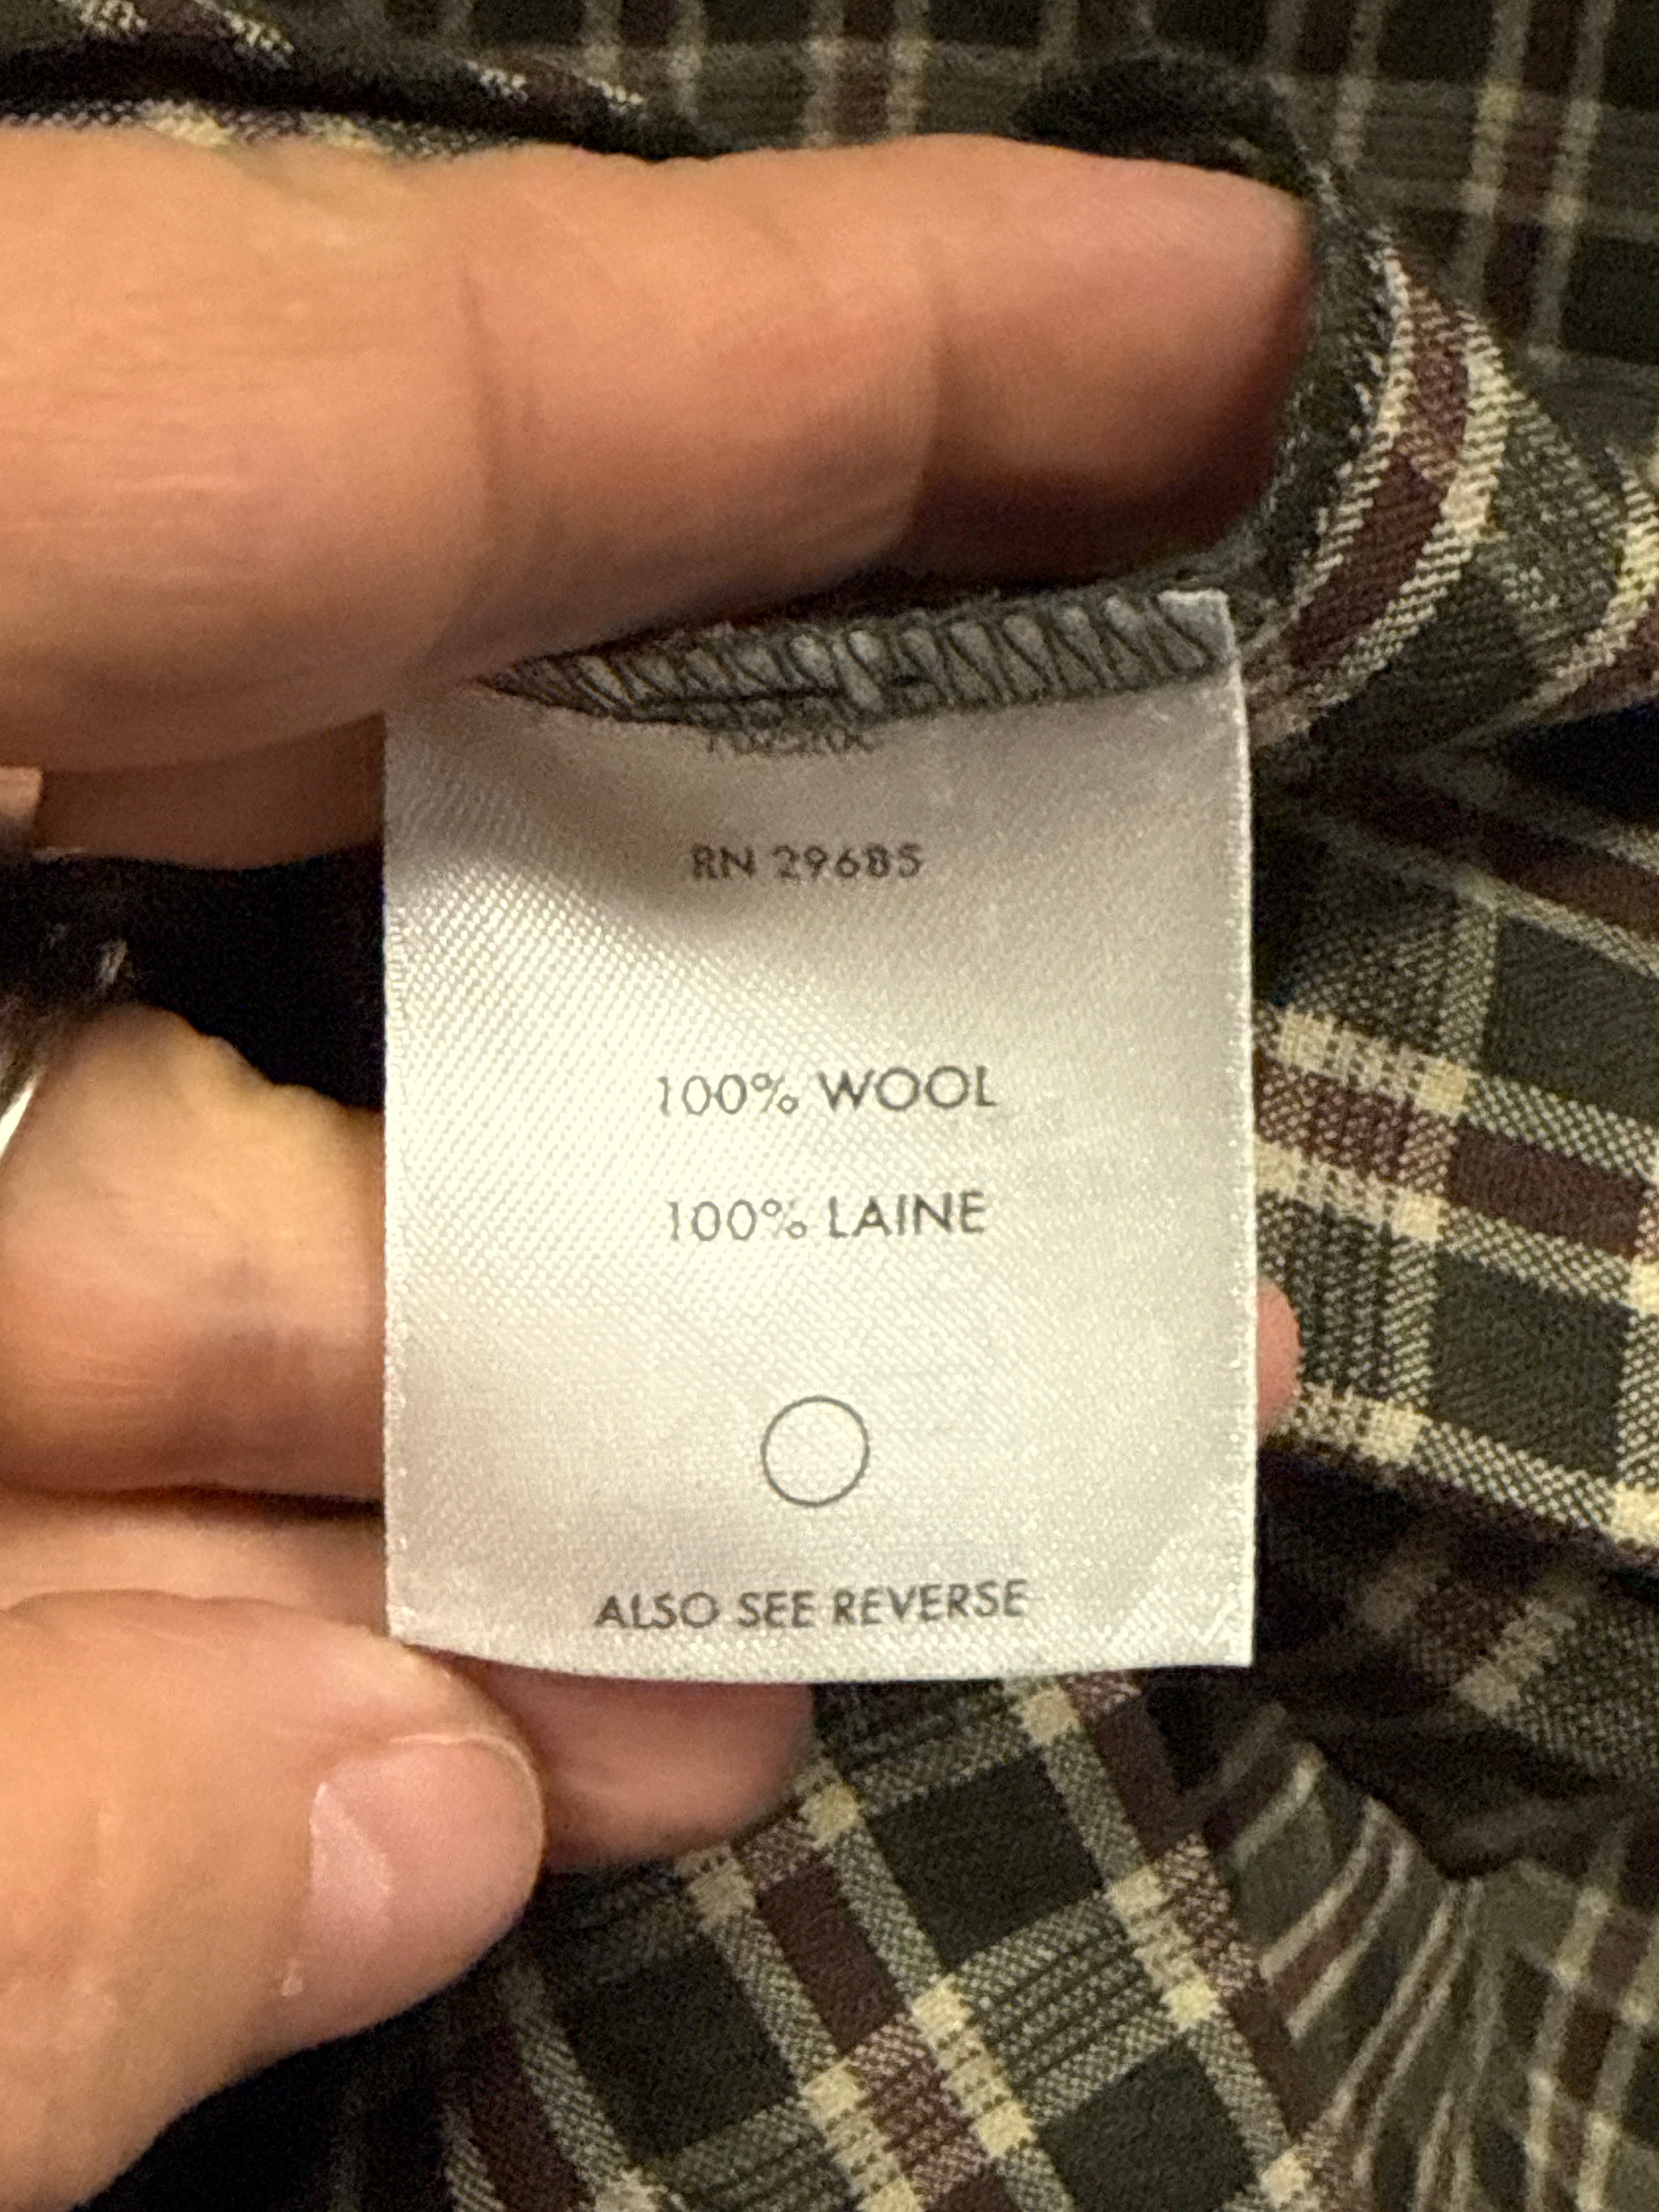 RN 29685
100% WOOL
100% LAINE
ALSO SEE REVERSE